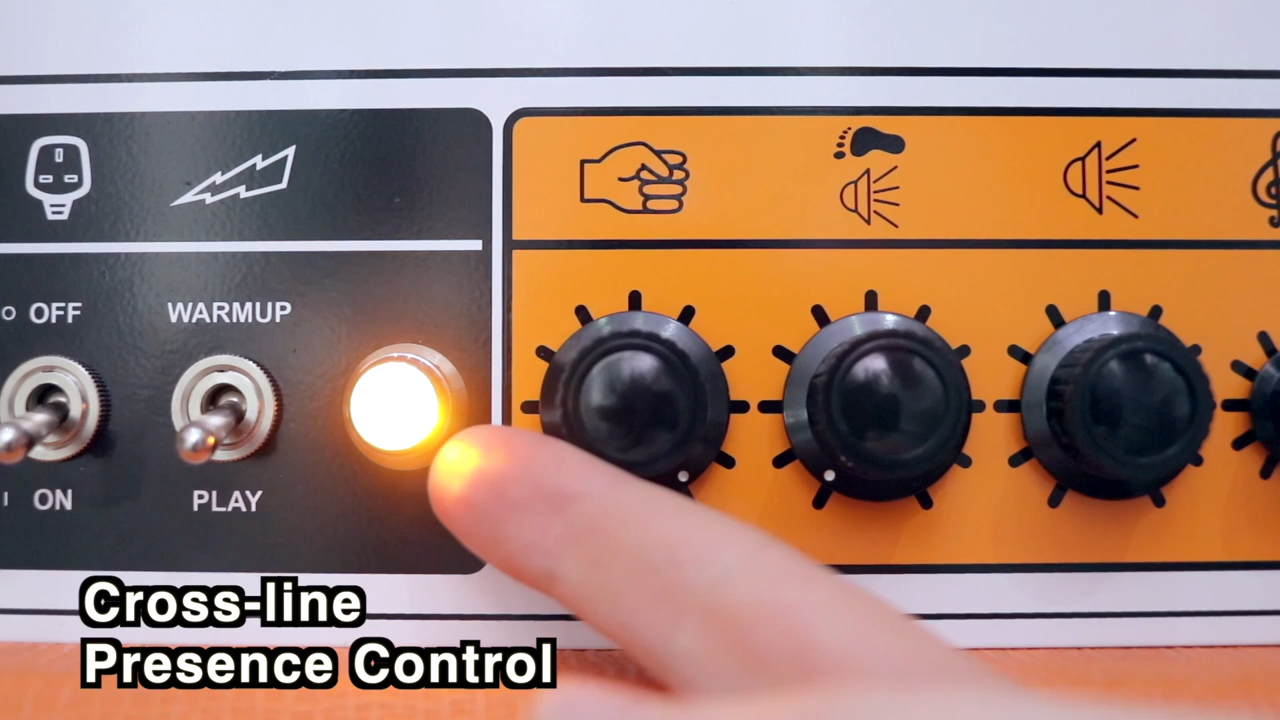 O OFF
WARMUP
I ON
PLAY
Cross-line
Presence Control